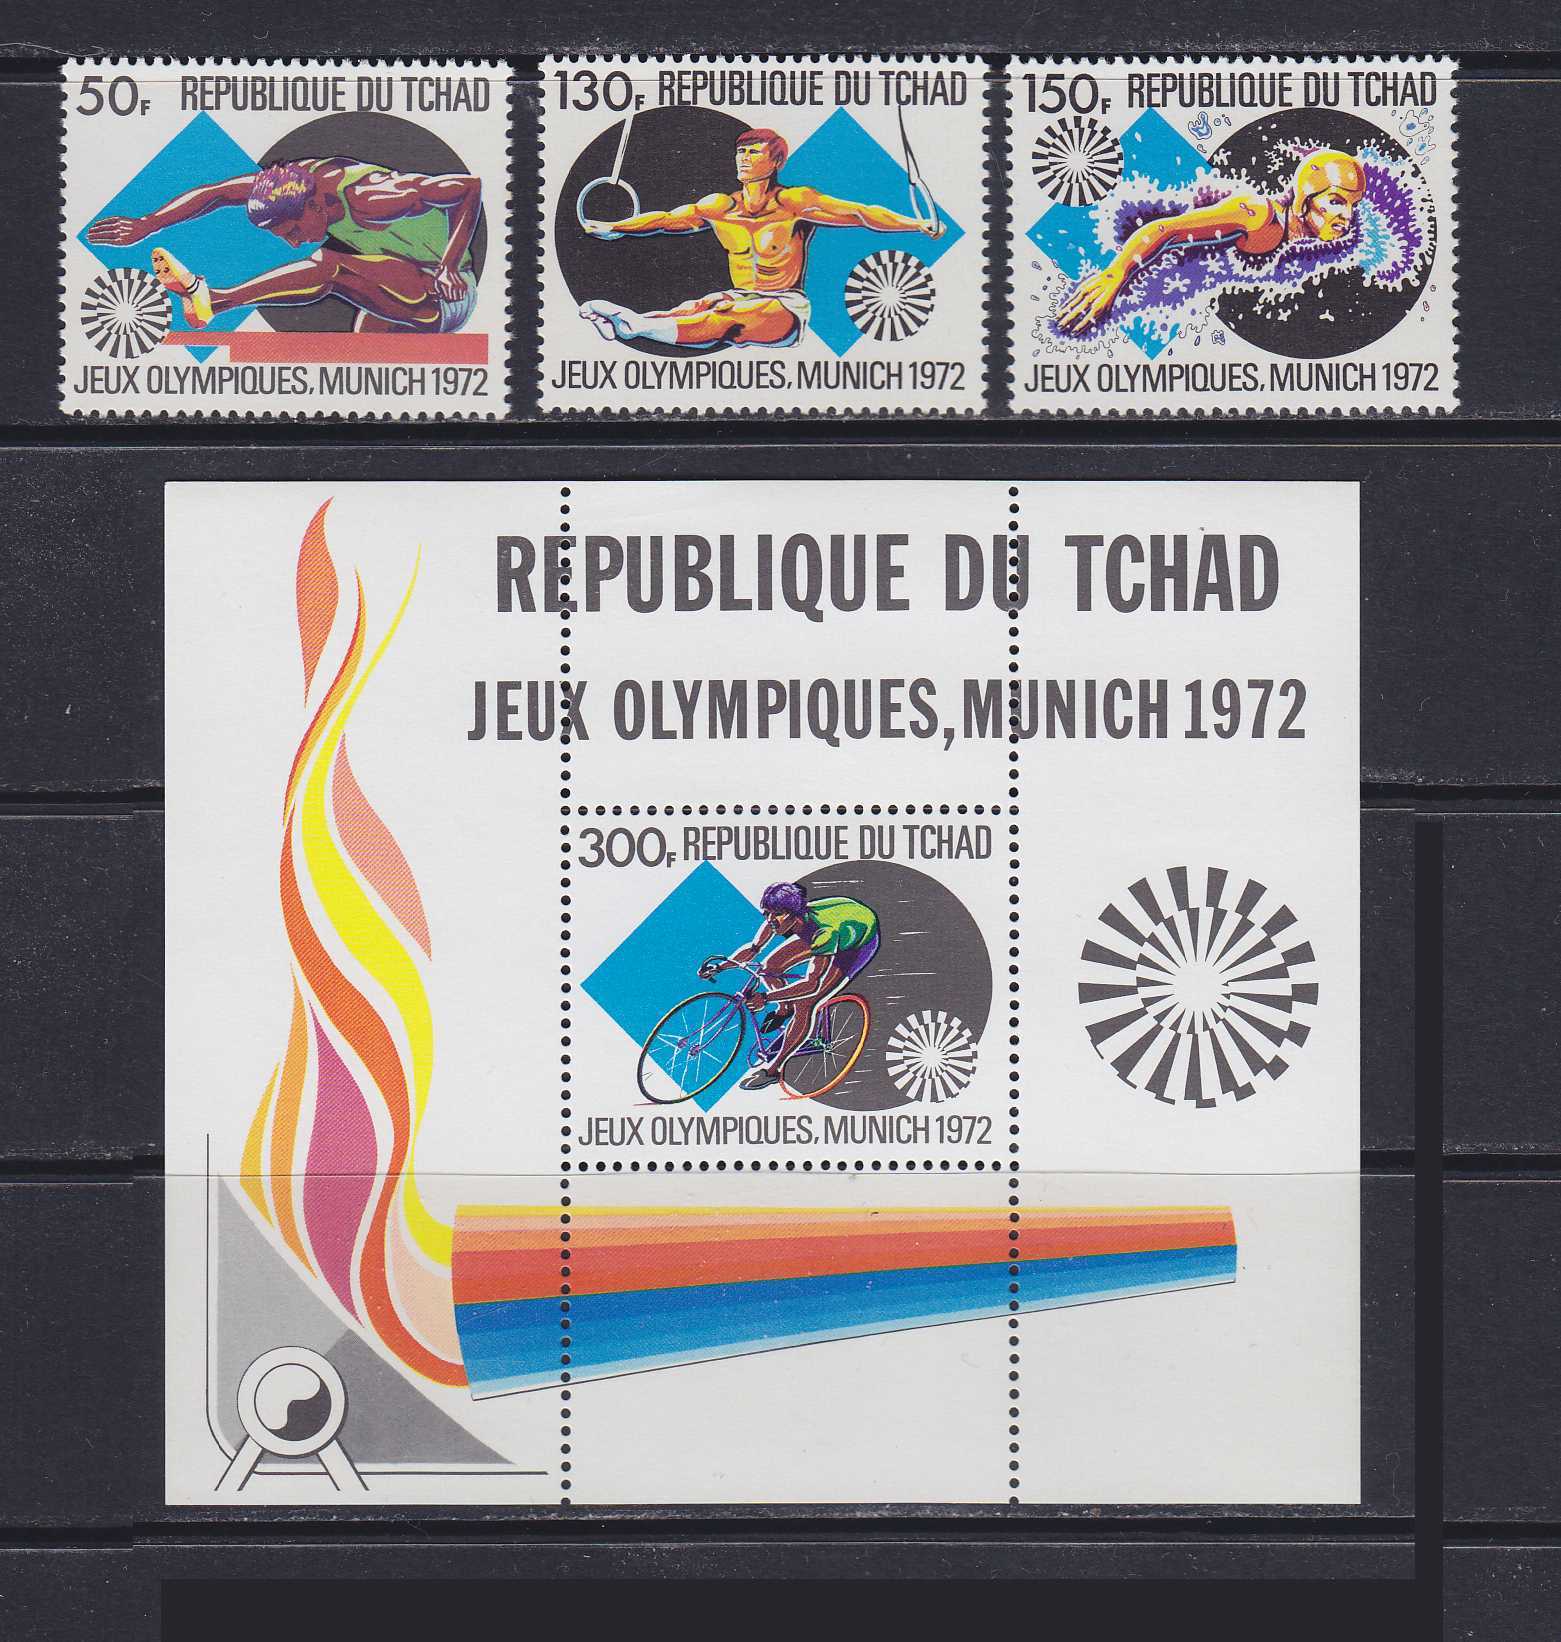 50F REPUBLIQUE DU TCHAD
JEUX OLYMPIQUES, MUNICH 1972
130F REPUBLIQUE DU TCHAD
JEUX OLYMPIQUES, MUNICH 1972
150F REPUBLIQUE DU TCHAD
JEUX OLYMPIQUES, MUNICH 1972
REPUBLIQUE DU TCHAD
JEUX OLYMPIQUES, MUNICH 1972
300F REPUBLIQUE DU TCHAD
JEUX OLYMPIQUES, MUNICH 1972